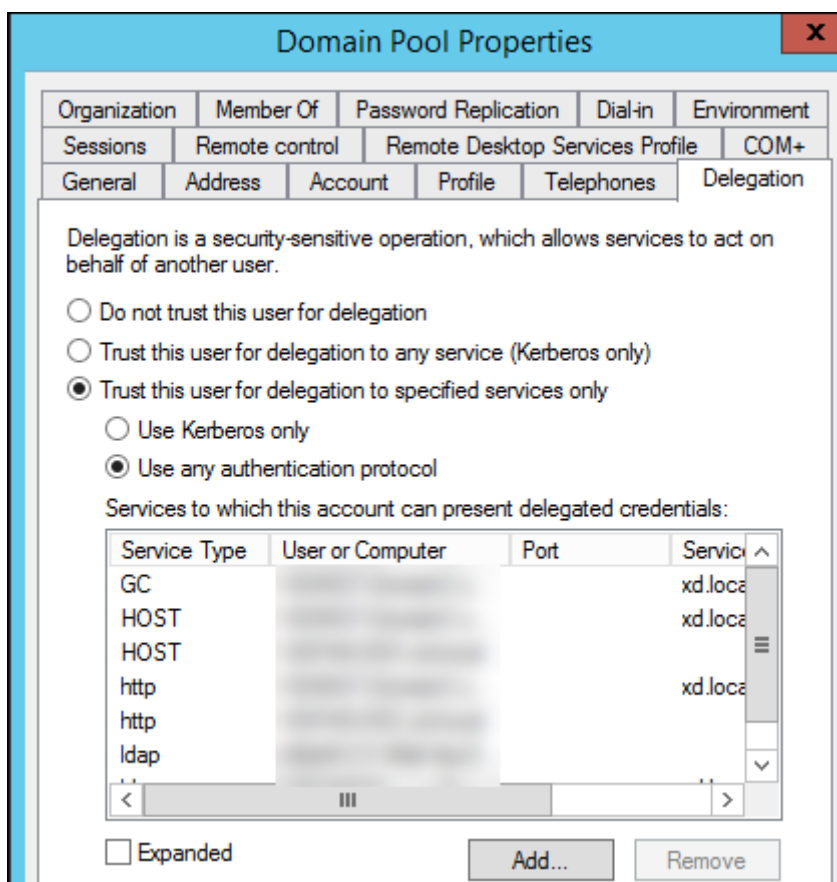 Domain Pool Properties
x
Organization Member Of Password Replication Dial-in Environment
Sessions Remote control Remote Desktop Services Profile COM+
General Address Account Profile Telephones Delegation
Delegation is a security-sensitive operation, which allows services to act on
behalf of another user.
Do not trust this user for delegation
Trust this user for delegation to any service (Kerberos only)
Trust this user for delegation to specified services only
Use Kerberos only
Use any authentication protocol
Services to which this account can present delegated credentials:
Service Type User or Computer Port Servic
GC xd.loca
HOST xd.loca
HOST
http xd.loca
http
ldap
Expanded Add... Remove